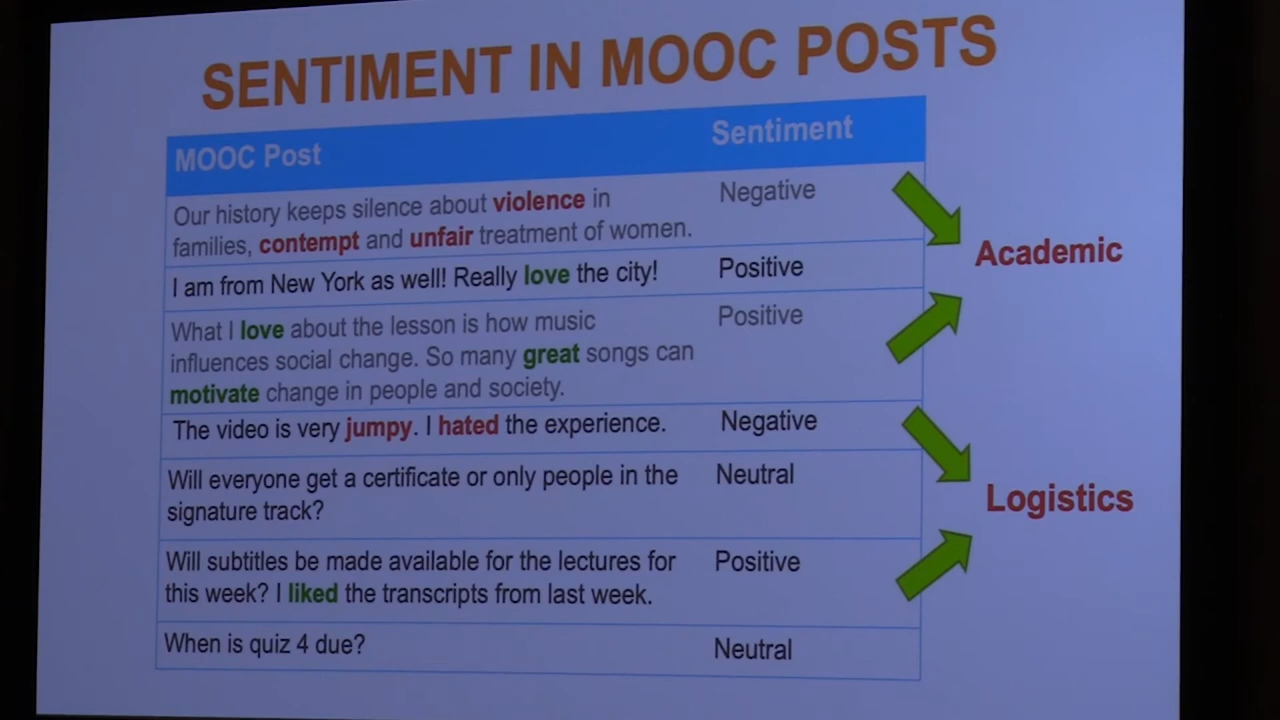 SENTIMENT IN MOOC POSTS
MOOC Post
Sentiment
Our history keeps silence about violence in
families, contempt and unfair treatment of women.
Negative
I am from New York as well! Really love the city!
Positive
Academic
What I love about the lesson is how music
influences social change. So many great songs can
motivate change in people and society.
Positive
The video is very jumpy. I hated the experience.
Negative
Will everyone get a certificate or only people in the
signature track?
Neutral
Logistics
Will subtitles be made available for the lectures for
this week? I liked the transcripts from last week.
Positive
When is quiz 4 due?
Neutral